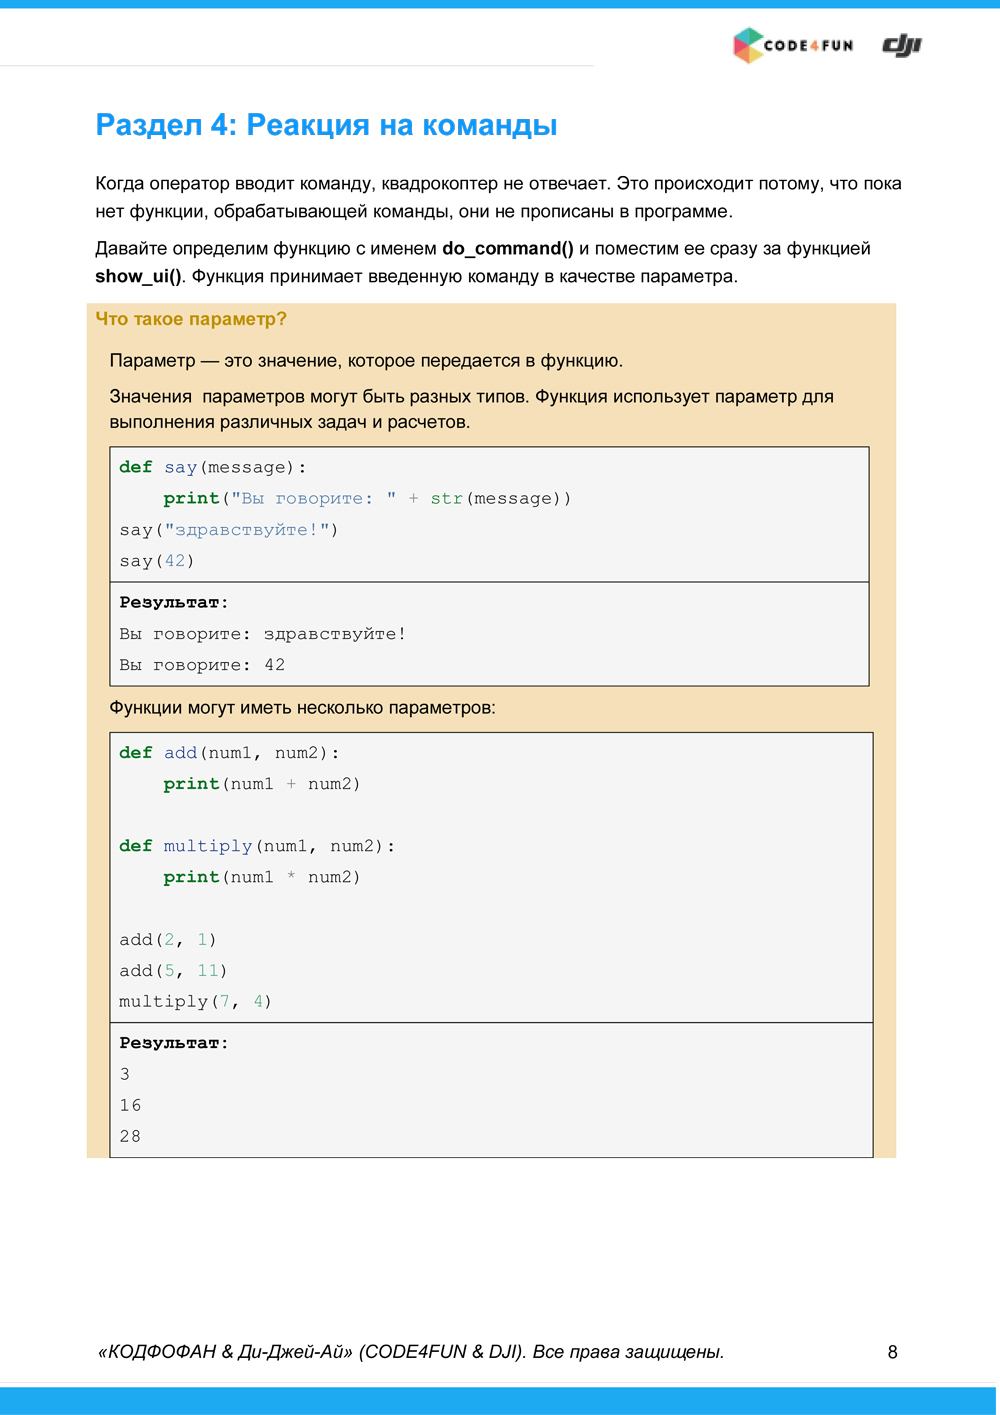 CODE4FUN dji
Раздел 4: Реакция на команды
Когда оператор вводит команду, квадрокоптер не отвечает. Это происходит потому, что пока
нет функции, обрабатывающей команды, они не прописаны в программе.
Давайте определим функцию с именем do_command() и поместим ее сразу за функцией
show_ui(). Функция принимает введенную команду в качестве параметра.
Что такое параметр?
Параметр — это значение, которое передается в функцию.
Значения  параметров могут быть разных типов. Функция использует параметр для
выполнения различных задач и расчетов.
def say(message):
    print("Вы говорите: " + str(message))
say("здравствуйте!")
say(42)
Результат:
Вы говорите: здравствуйте!
Вы говорите: 42
Функции могут иметь несколько параметров:
def add(num1, num2):
    print(num1 + num2)
def multiply(num1, num2):
    print(num1 * num2)
add(2, 1)
add(5, 11)
multiply(7, 4)
Результат:
3
16
28
«КОДФОФАН & Ди-Джей-Ай» (CODE4FUN & DJI). Все права защищены. 8